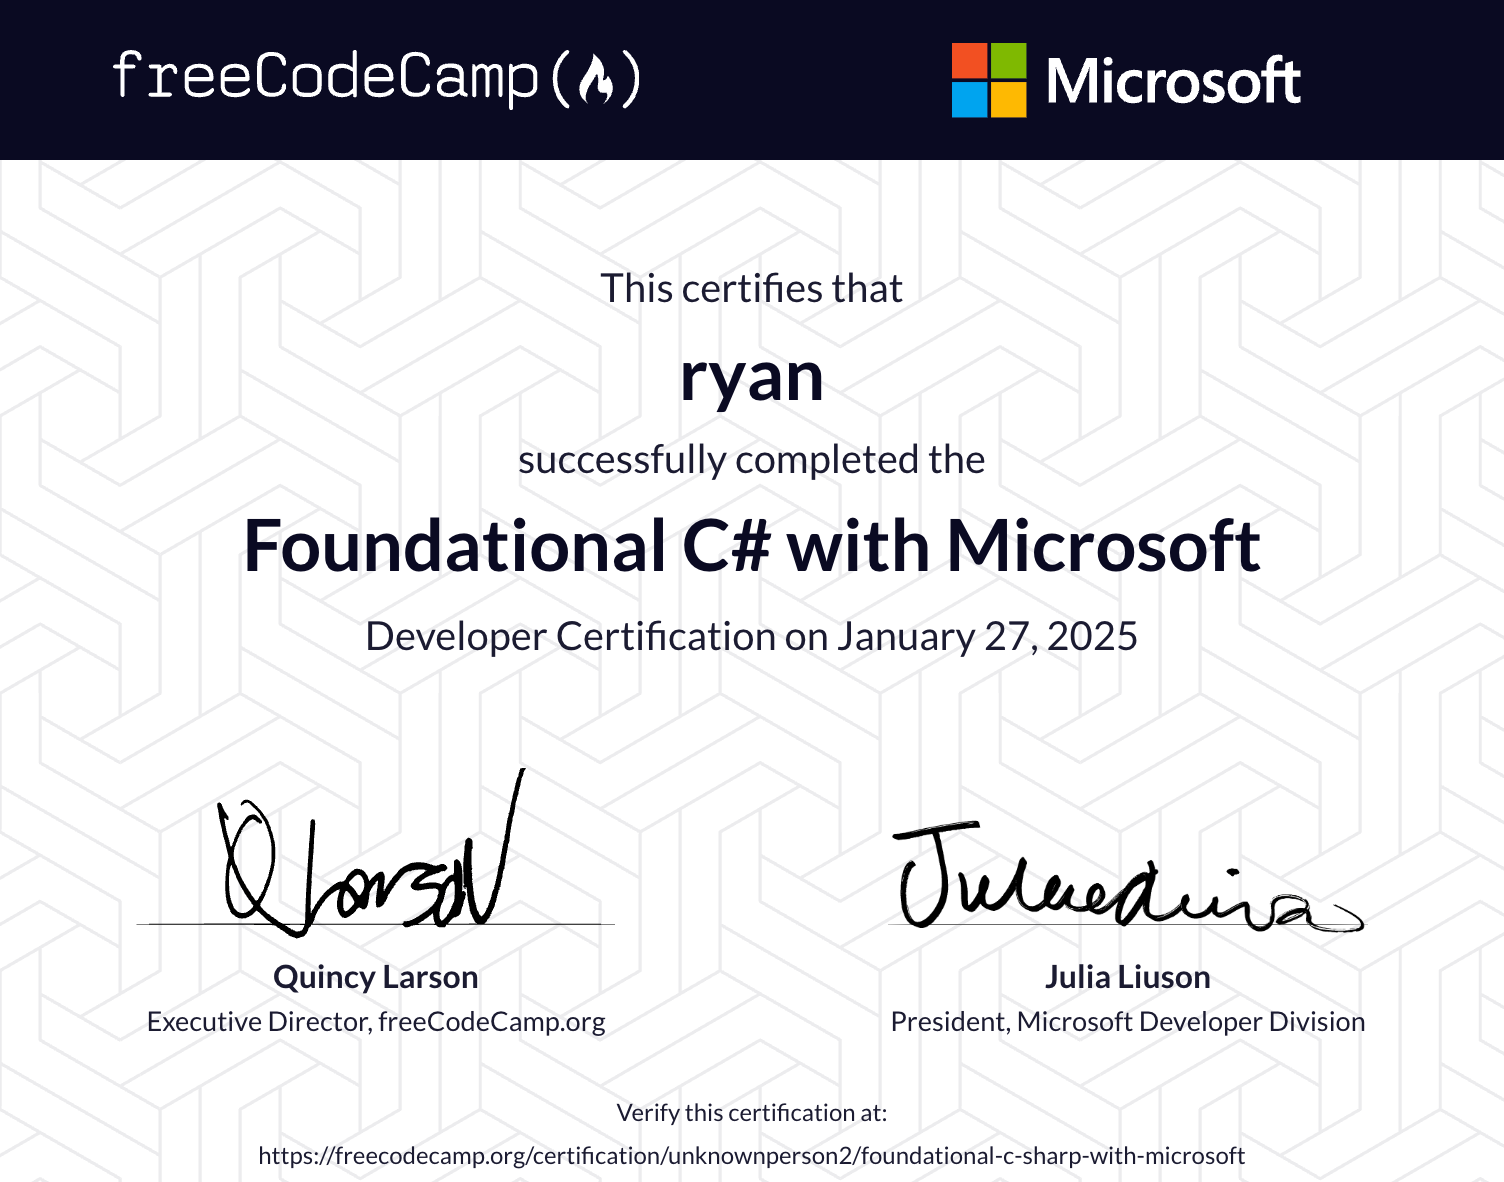 freeCodeCamp
Microsoft
This certifies that
ryan
successfully completed the
Foundational C# with Microsoft
Developer Certification on January 27, 2025
Quincy Larson
Executive Director, freeCodeCamp.org
Julia Liuson
President, Microsoft Developer Division
Verify this certification at:
https://freecodecamp.org/certification/unknownperson2/foundational-c-sharp-with-microsoft